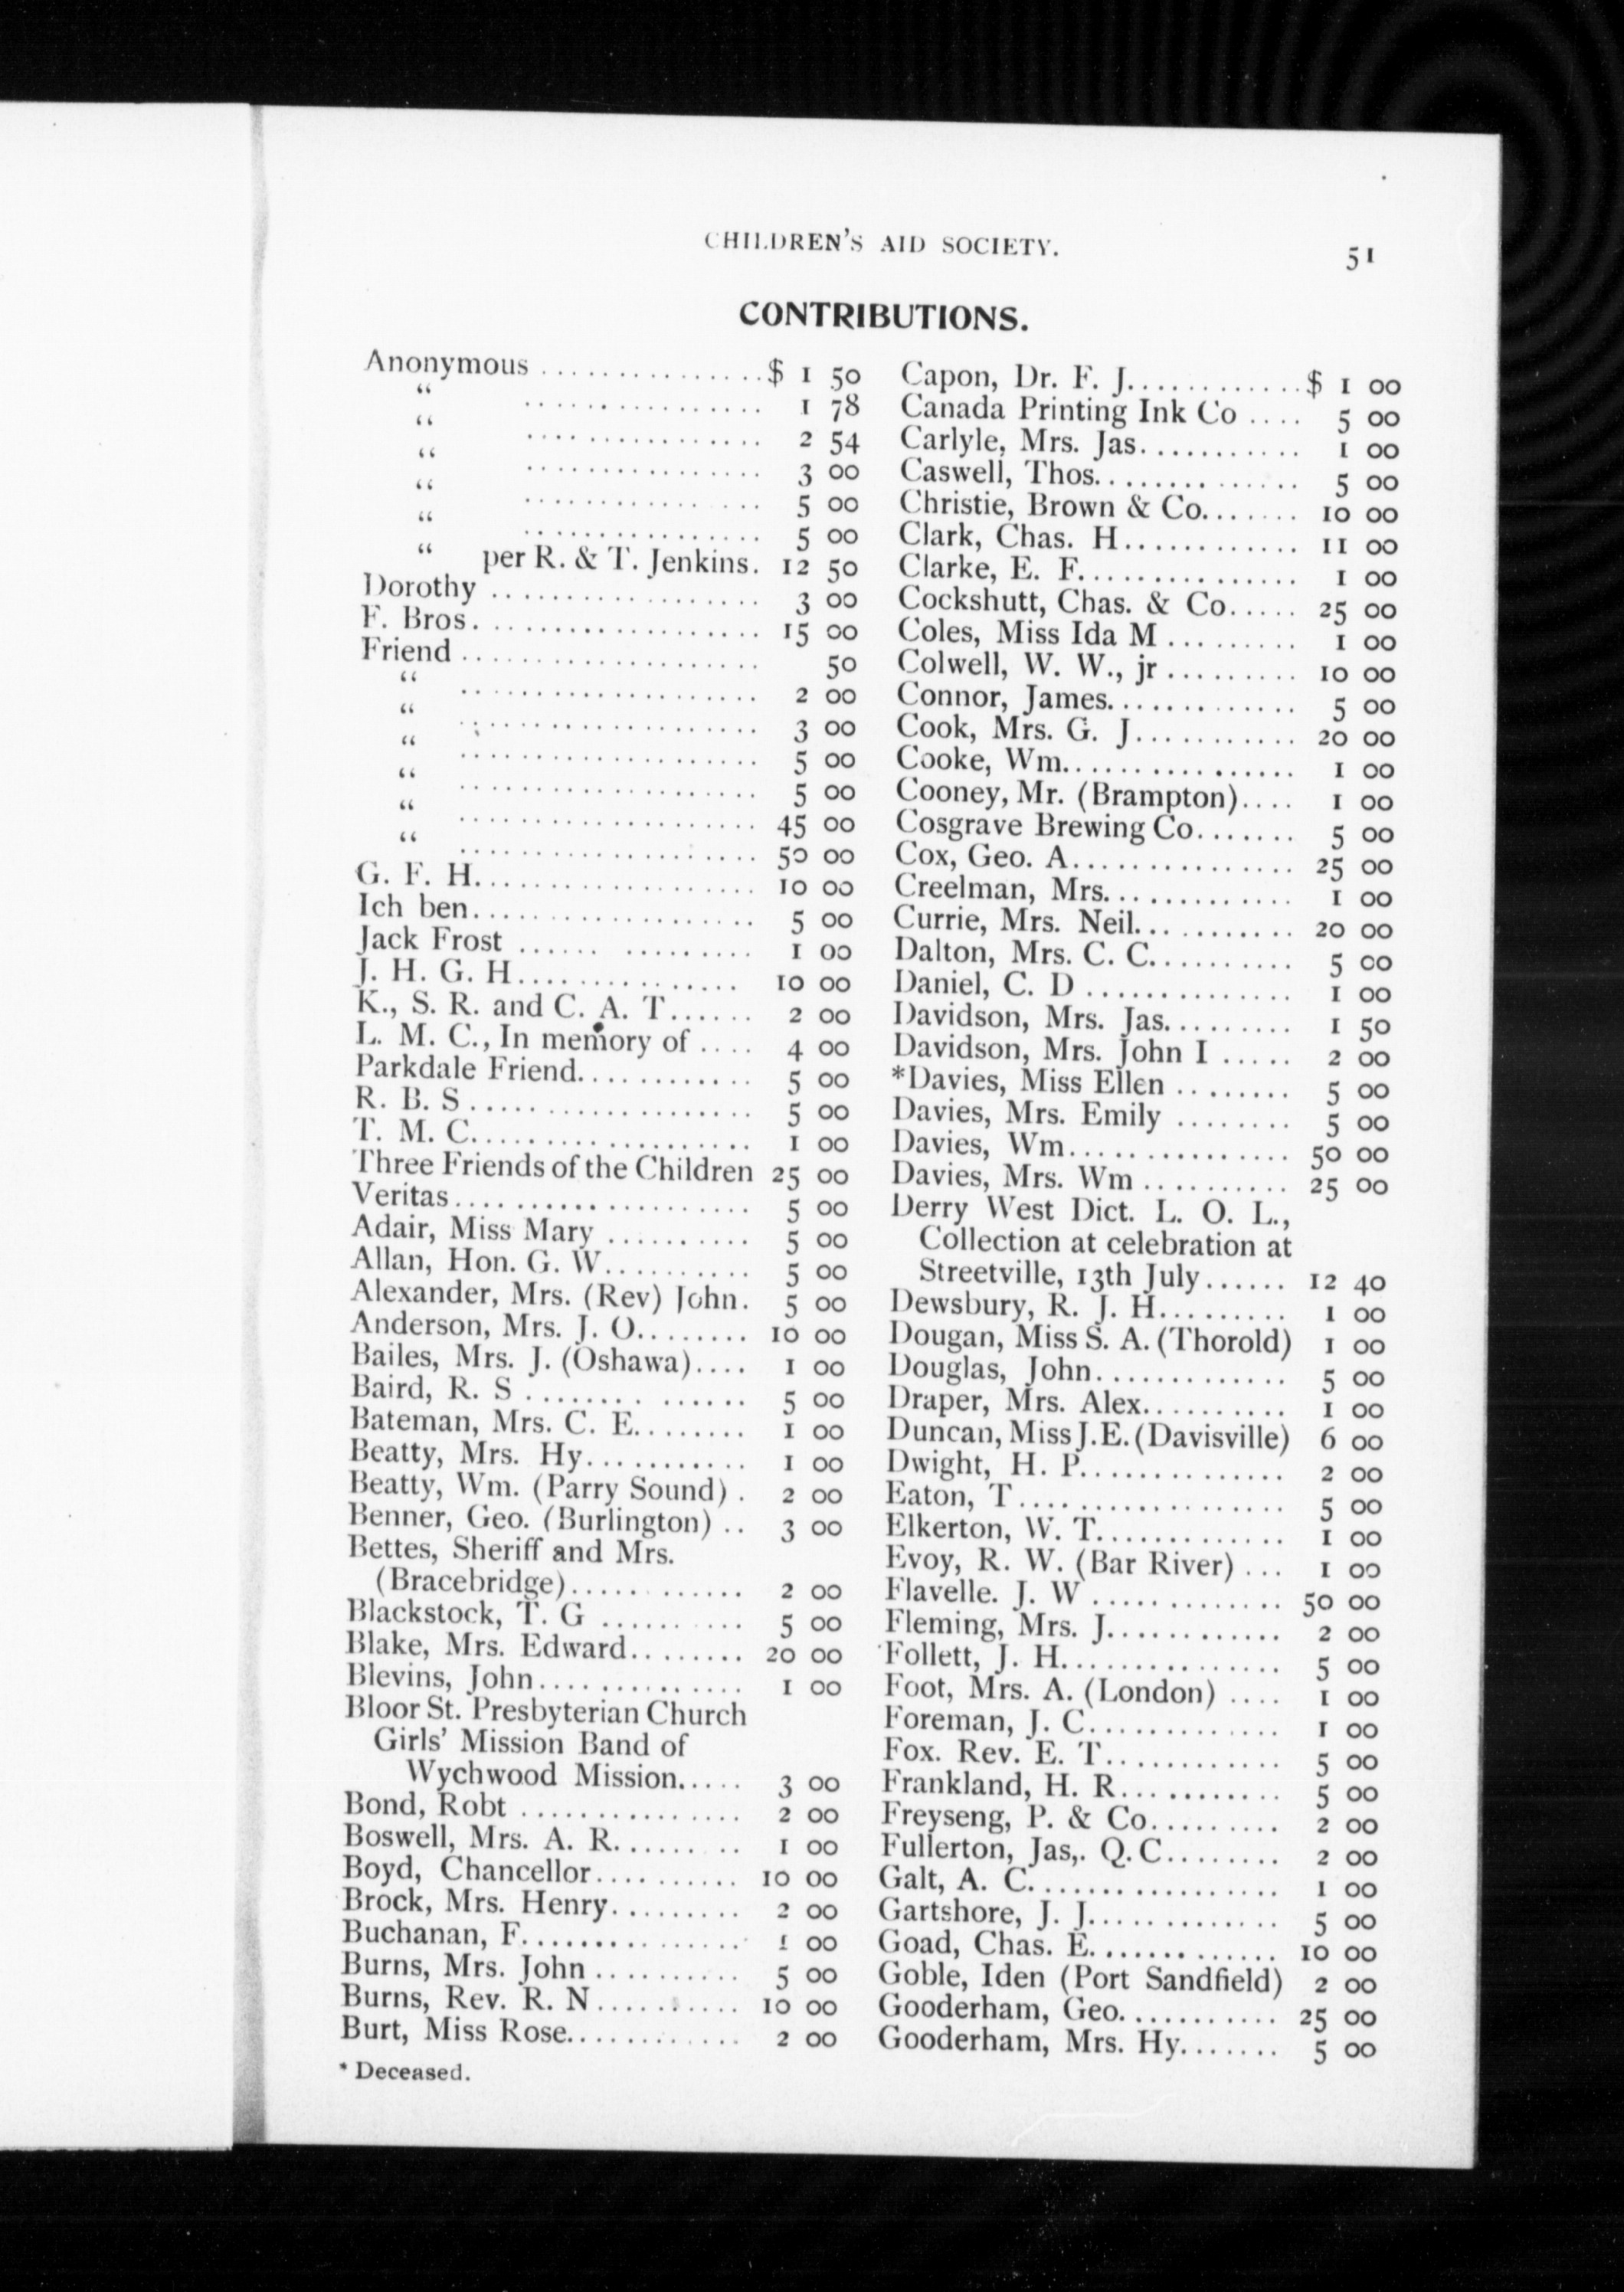 CHILDREN'S AID SOCIETY.
51
CONTRIBUTIONS.
Anonymous ............... $ 1 50
“ ................ 1 78
“ ................ 2 54
“ ................ 3 00
“ ................ 5 00
“ ................ 5 00
“ per R. & T. Jenkins. 12 50
Dorothy .................. 3 00
F. Bros. .................. 15 00
Friend .................... 50
“ .................... 2 00
“ .................... 3 00
“ .................... 5 00
“ .................... 5 00
“ .................... 45 00
“ .................... 50 00
G. F. H. .................. 10 00
Ich ben. .................. 5 00
Jack Frost ...... ......... 1 00
J. H. G. H. ............... 10 00
K., S. R. and C. A. T...... 2 00
L. M. C., In memory of .... 4 00
Parkdale Friend. ........... 5 00
R. B. S ................... 5 00
T. M. C. .................. 1 00
Three Friends of the Children 25 00
Veritas .................... 5 00
Adair, Miss Mary .......... 5 00
Allan, Hon. G. W. ......... 5 00
Alexander, Mrs. (Rev) John. 5 00
Anderson, Mrs. J. O. ....... 10 00
Bailes, Mrs. J. (Oshawa).... 1 00
Baird, R. S ........ ...... 5 00
Bateman, Mrs. C. E. ....... 1 00
Beatty, Mrs. Hy. .......... 1 00
Beatty, Wm. (Parry Sound) . 2 00
Benner, Geo. (Burlington) .. 3 00
Bettes, Sheriff and Mrs.
(Bracebridge) ............ 2 00
Blackstock, T. G .......... 5 00
Blake, Mrs. Edward. ....... 20 00
Blevins, John .............. 1 00
Bloor St. Presbyterian Church
Girls' Mission Band of
Wychwood Mission. .... 3 00
Bond, Robt ............... 2 00
Boswell, Mrs. A. R. ........ 1 00
Boyd, Chancellor ........... 10 00
Brock, Mrs. Henry. ........ 2 00
Buchanan, F. .............. 1 00
Burns, Mrs. John .......... 5 00
Burns, Rev. R. N .......... 10 00
Burt, Miss Rose. ........... 2 00
* Deceased.
Capon, Dr. F. J. ........... $ 1 00
Canada Printing Ink Co .... 5 00
Carlyle, Mrs. Jas. .......... 1 00
Caswell, Thos. ............. 5 00
Christie, Brown & Co. ...... 10 00
Clark, Chas. H. ........... 11 00
Clarke, E. F. .............. 1 00
Cockshutt, Chas. & Co. .... 25 00
Coles, Miss Ida M ......... 1 00
Colwell, W. W., jr ......... 10 00
Connor, James. ............ 5 00
Cook, Mrs. G. J. .......... 20 00
Cooke, Wm. ............... 1 00
Cooney, Mr. (Brampton).... 1 00
Cosgrave Brewing Co. ...... 5 00
Cox, Geo. A. .............. 25 00
Creelman, Mrs. ............ 1 00
Currie, Mrs. Neil. .......... 20 00
Dalton, Mrs. C. C. ......... 5 00
Daniel, C. D .............. 1 00
Davidson, Mrs. Jas. ........ 1 50
Davidson, Mrs. John I ..... 2 00
*Davies, Miss Ellen ........ 5 00
Davies, Mrs. Emily ........ 5 00
Davies, Wm. .............. 50 00
Davies, Mrs. Wm .......... 25 00
Derry West Dict. L. O. L.,
Collection at celebration at
Streetville, 13th July ...... 12 40
Dewsbury, R. J. H. ........ 1 00
Dougan, Miss S. A. (Thorold) 1 00
Douglas, John. ............ 5 00
Draper, Mrs. Alex. ......... 1 00
Duncan, Miss J. E. (Davisville) 6 00
Dwight, H. P. ............. 2 00
Eaton, T .................. 5 00
Elkerton, W. T. ............ 1 00
Evoy, R. W. (Bar River) ... 1 00
Flavelle. J. W ............. 50 00
Fleming, Mrs. J. ........... 2 00
Follett, J. H. .............. 5 00
Foot, Mrs. A. (London) .... 1 00
Foreman, J. C. ............ 1 00
Fox. Rev. E. T. ........... 5 00
Frankland, H. R. .......... 5 00
Freyseng, P. & Co. ........ 2 00
Fullerton, Jas,. Q. C. ....... 2 00
Galt, A. C. ................ 1 00
Gartshore, J. J. ............ 5 00
Goad, Chas. E. ............ 10 00
Goble, Iden (Port Sandfield) 2 00
Gooderham, Geo. .......... 25 00
Gooderham, Mrs. Hy. ...... 5 00